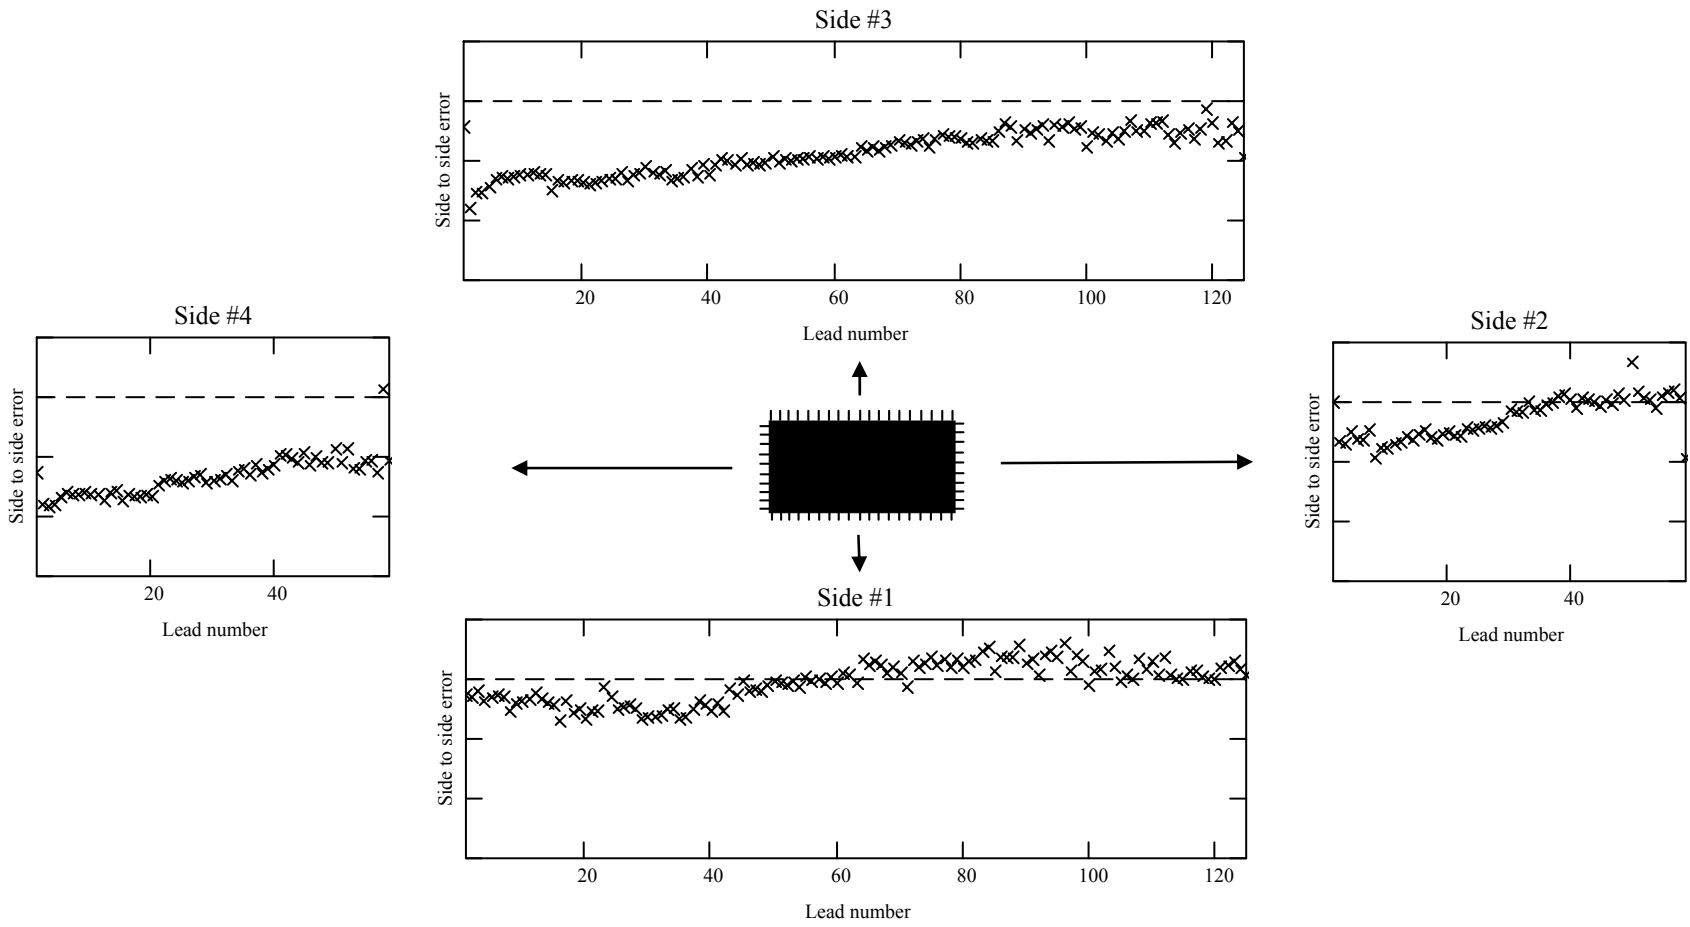 Side #3
Side to side error
20 40 60 80 100 120
Lead number
Side #4
Side to side error
20 40
Lead number
Side #2
Side to side error
20 40
Lead number
Side #1
Side to side error
20 40 60 80 100 120
Lead number